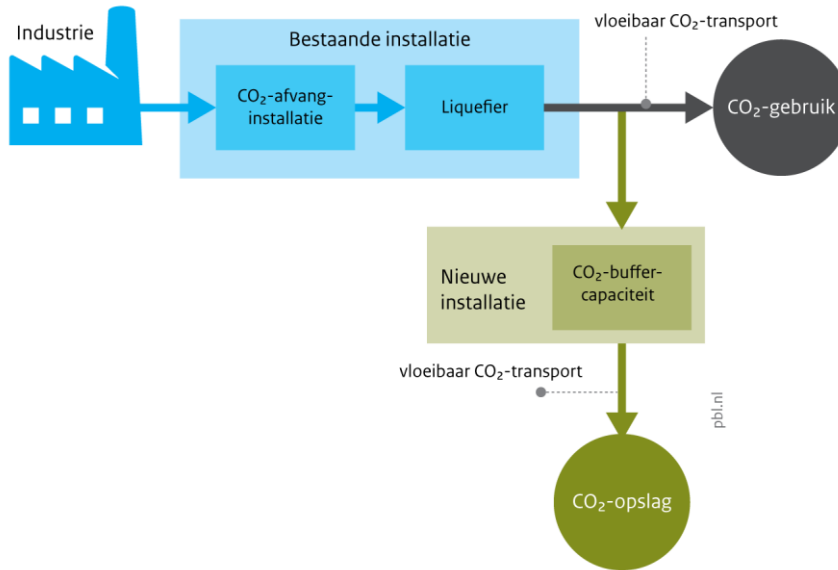 Industrie
Bestaande installatie
vloeibaar CO₂-transport
CO₂-afvang-
installatie
Liquefier
CO₂-gebruik
Nieuwe
installatie
CO₂-buffer-
capaciteit
vloeibaar CO₂-transport
pbl.nl
CO₂-opslag